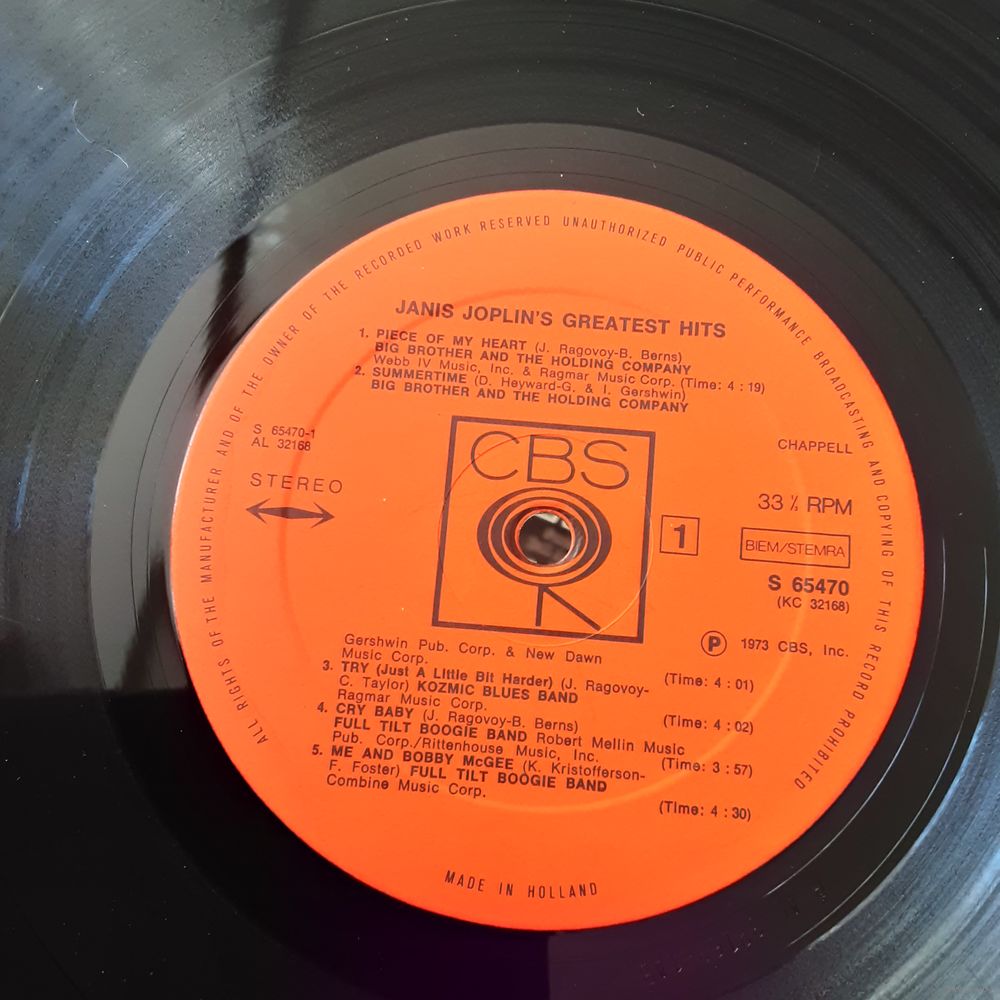 ALL RIGHTS OF THE MANUFACTURER AND OF THE OWNER OF THE RECORDED WORK RESERVED UNAUTHORIZED PUBLIC PERFORMANCE BROADCASTING AND COPYING OF THIS RECORD PROHIBITED
JANIS JOPLIN'S GREATEST HITS
1. PIECE OF MY HEART (J. Ragovoy-B. Berns)
BIG BROTHER AND THE HOLDING COMPANY
Webb IV Music, Inc. & Ragmar Music Corp. (Time: 4 : 19)
2. SUMMERTIME (D. Heyward-G. & I. Gershwin)
BIG BROTHER AND THE HOLDING COMPANY
S 65470-1
AL 32168
STEREO
CBS
CHAPPELL
33 ⅓ RPM
1
BIEM/STEMRA
S 65470
(KC 32168)
Ⓟ 1973 CBS, Inc.
Gershwin Pub. Corp. & New Dawn
Music Corp.
(Time: 4 : 01)
3. TRY (Just A Little Bit Harder) (J. Ragovoy-
C. Taylor) KOZMIC BLUES BAND
Ragmar Music Corp.
(Time: 4 : 02)
4. CRY BABY (J. Ragovoy-B. Berns)
FULL TILT BOOGIE BAND Robert Mellin Music
Pub. Corp./Rittenhouse Music, Inc.
(Time: 3 : 57)
5. ME AND BOBBY McGEE (K. Kristofferson-
F. Foster) FULL TILT BOOGIE BAND
Combine Music Corp.
(Time: 4 : 30)
MADE IN HOLLAND